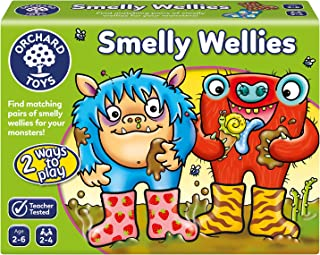 ORCHARD
TOYS
Smelly Wellies
Find matching
pairs of smelly
wellies for your
monsters!
2 ways to
play
Teacher
Tested
Age
2-6
2-4